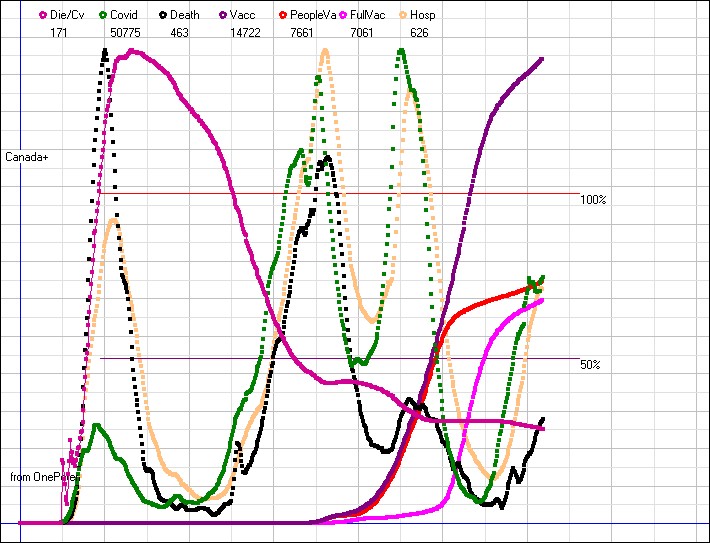 Die/Cv Covid Death Vacc PeopleVa FullVac Hosp
171 50775 463 14722 7661 7061 626
Canada+
100%
50%
from OnePoll